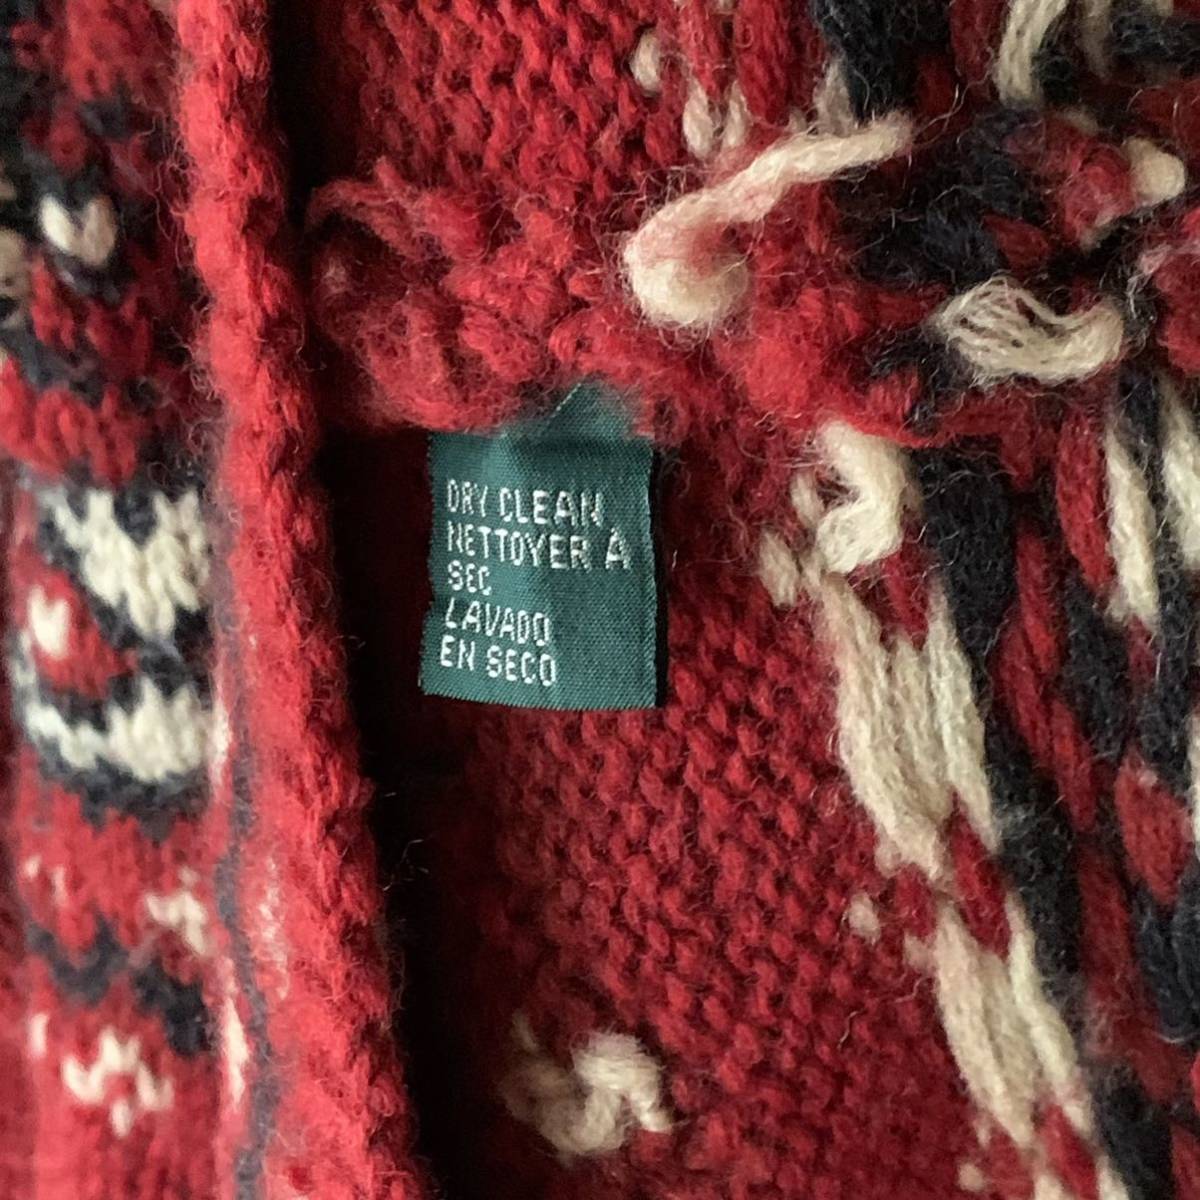 DRY CLEAN
NETTOYER À
SEC
LAVADO
EN SECO